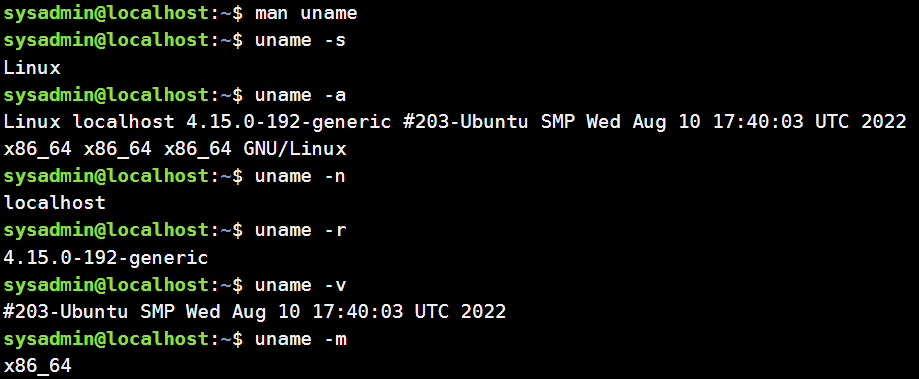 sysadmin@localhost:~$ man uname
sysadmin@localhost:~$ uname -s
Linux
sysadmin@localhost:~$ uname -a
Linux localhost 4.15.0-192-generic #203-Ubuntu SMP Wed Aug 10 17:40:03 UTC 2022
x86_64 x86_64 x86_64 GNU/Linux
sysadmin@localhost:~$ uname -n
localhost
sysadmin@localhost:~$ uname -r
4.15.0-192-generic
sysadmin@localhost:~$ uname -v
#203-Ubuntu SMP Wed Aug 10 17:40:03 UTC 2022
sysadmin@localhost:~$ uname -m
x86_64